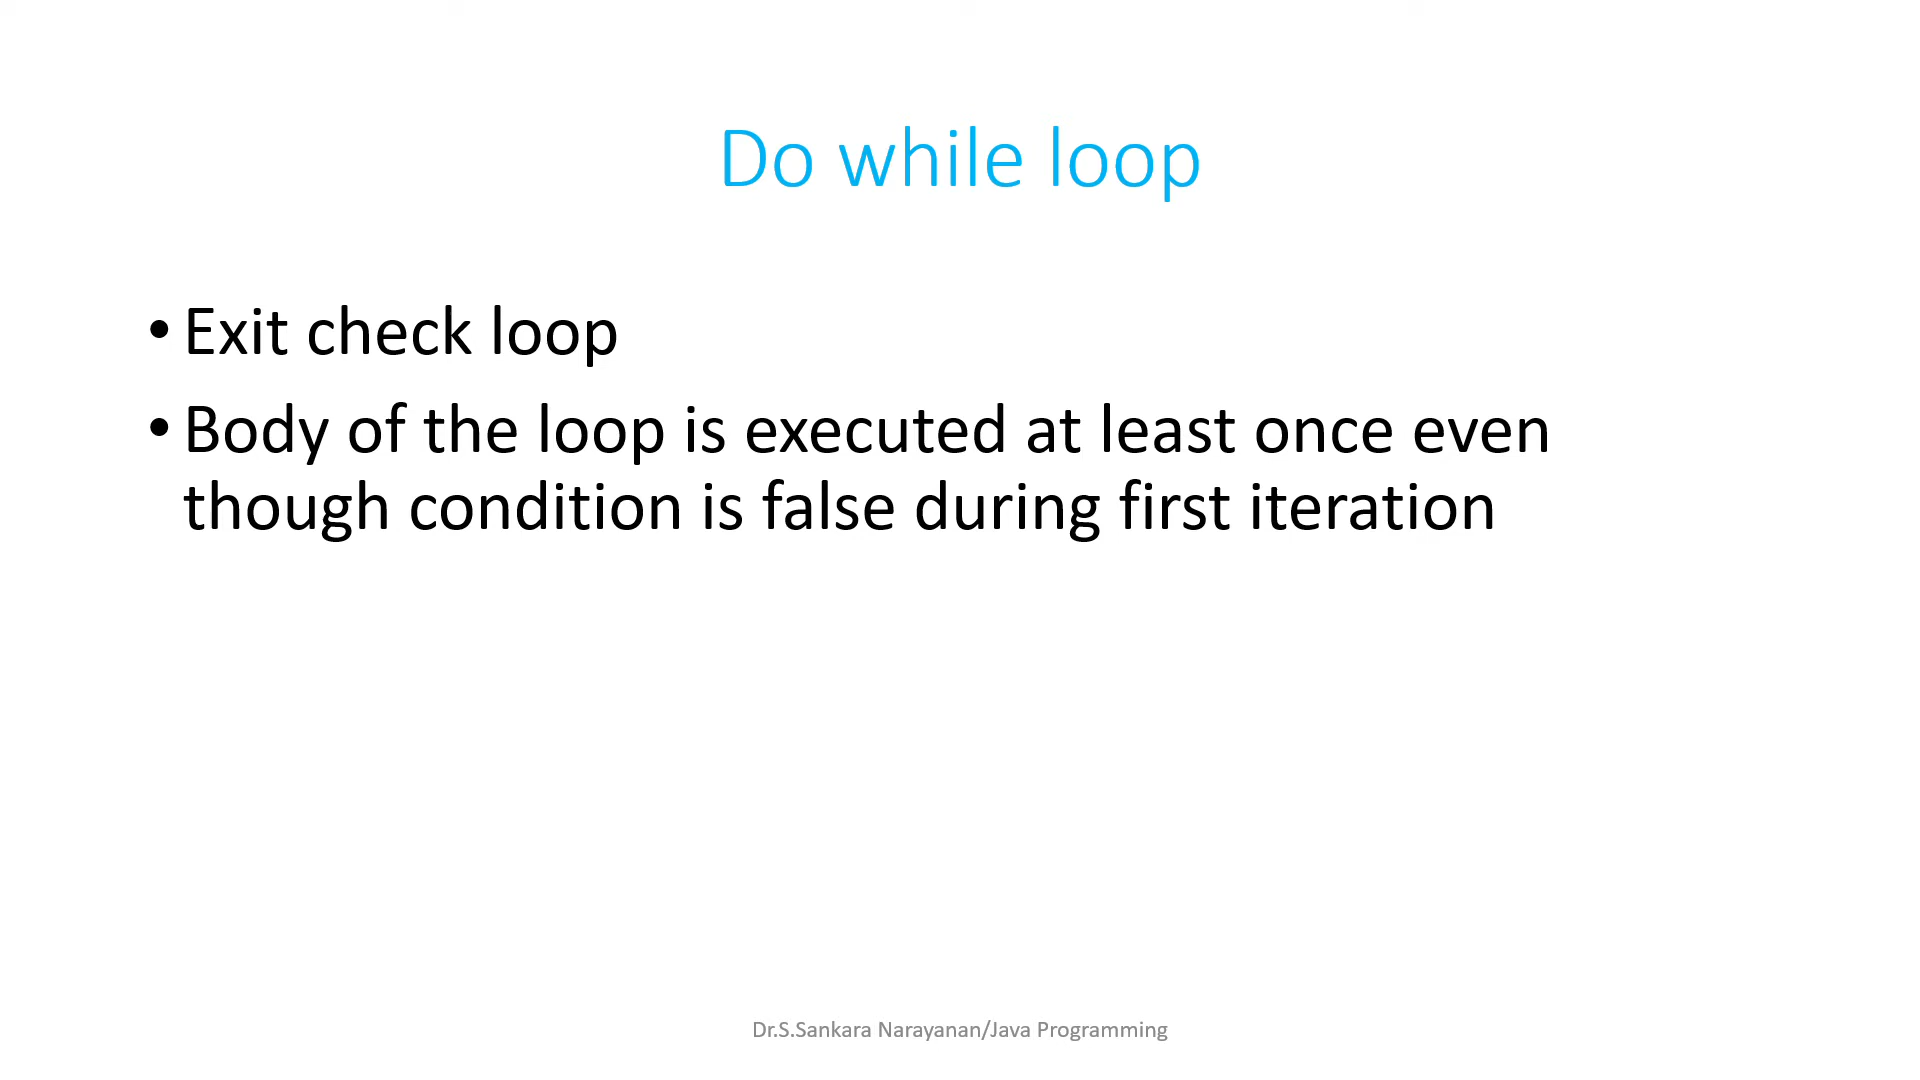 Do while loop
• Exit check loop
• Body of the loop is executed at least once even
though condition is false during first iteration
Dr.S.Sankara Narayanan/Java Programming